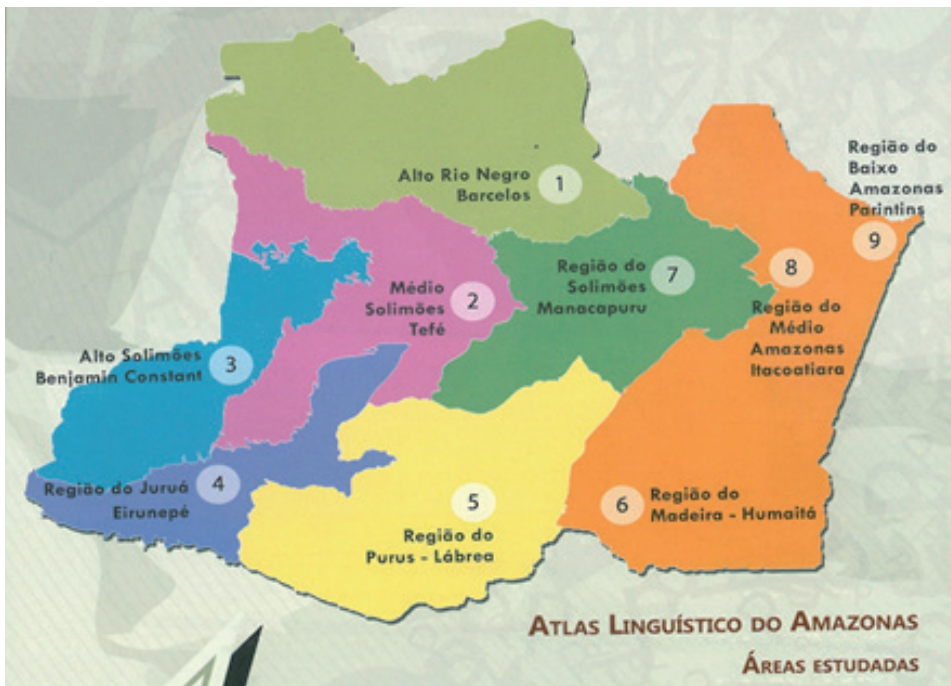 Alto Rio Negro
Barcelos
1
Médio
Solimões
Tefé
2
Alto Solimões
Benjamin Constant
3
Região do Juruá
Eirunepé
4
5
Região do
Purus - Lábrea
6
Região do
Madeira - Humaitá
Região do
Solimões
Manacapuru
7
8
Região do
Médio
Amazonas
Itacoatiara
Região do
Baixo
Amazonas
Parintins
9
ATLAS LINGUÍSTICO DO AMAZONAS
ÁREAS ESTUDADAS